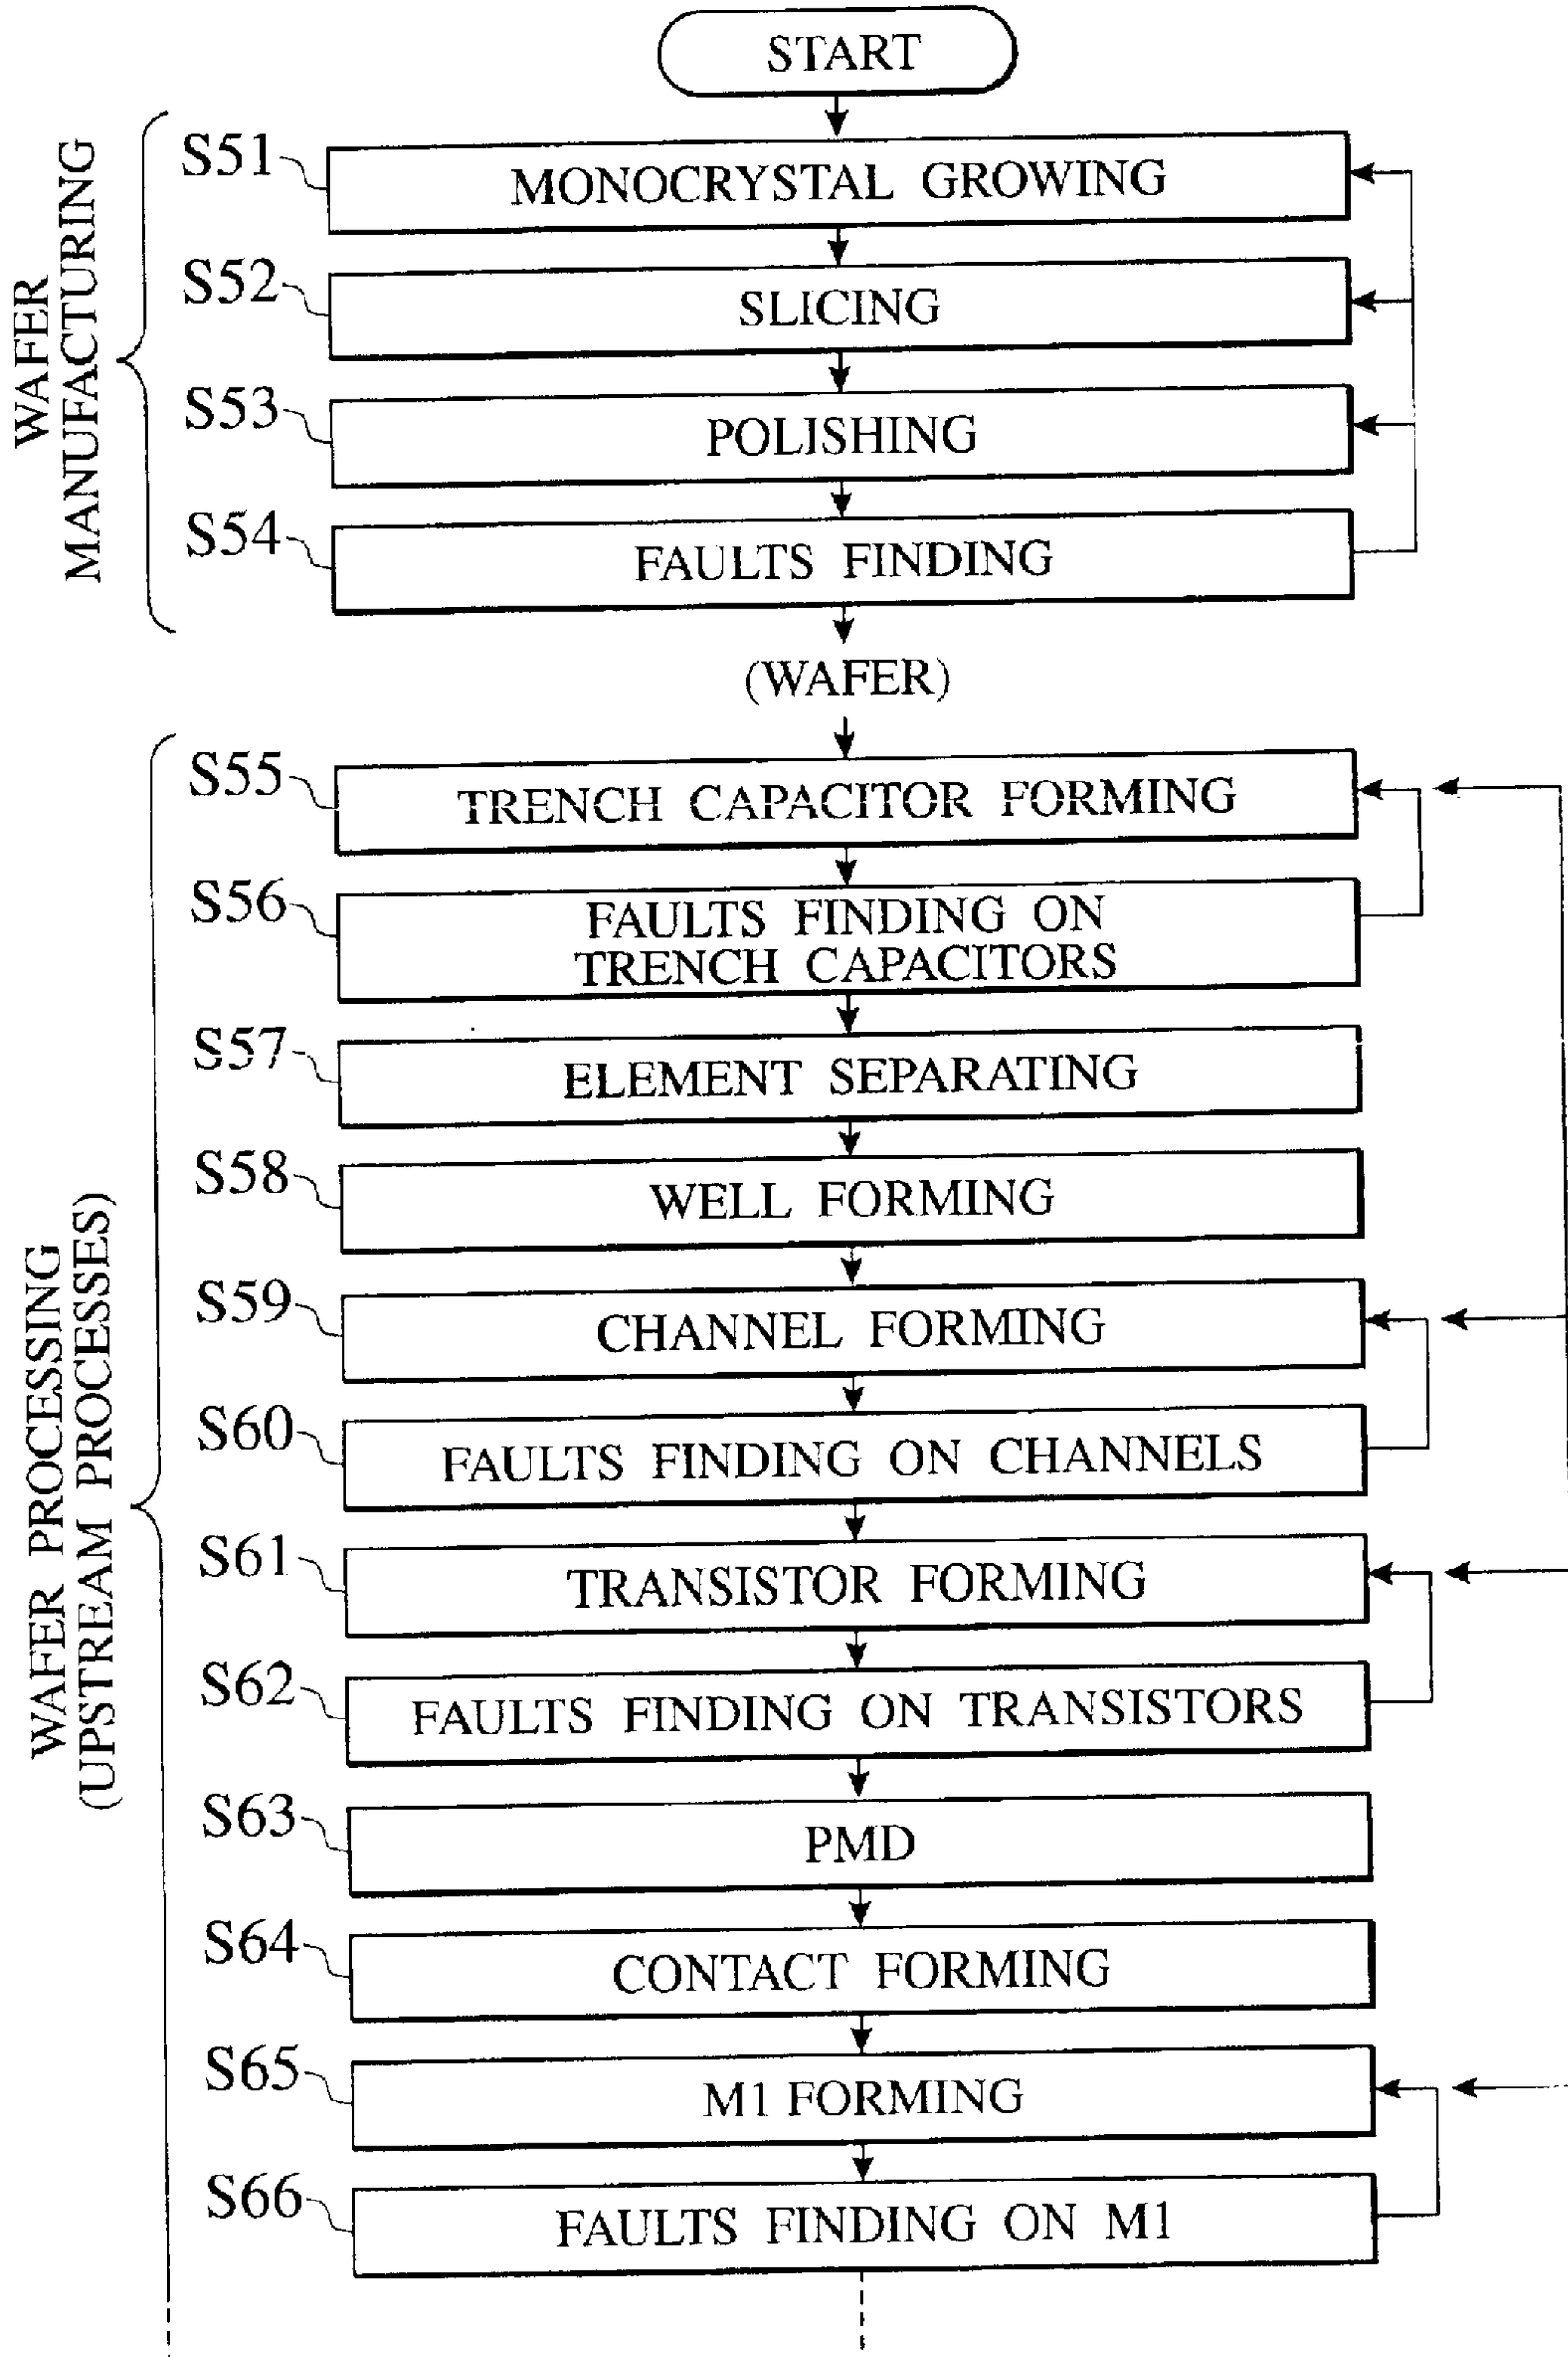 START
WAFER
MANUFACTURING
S51
MONOCRYSTAL GROWING
S52
SLICING
S53
POLISHING
S54
FAULTS FINDING
(WAFER)
WAFER PROCESSING
(UPSTREAM PROCESSES)
S55
TRENCH CAPACITOR FORMING
S56
FAULTS FINDING ON
TRENCH CAPACITORS
S57
ELEMENT SEPARATING
S58
WELL FORMING
S59
CHANNEL FORMING
S60
FAULTS FINDING ON CHANNELS
S61
TRANSISTOR FORMING
S62
FAULTS FINDING ON TRANSISTORS
S63
PMD
S64
CONTACT FORMING
S65
M1 FORMING
S66
FAULTS FINDING ON M1